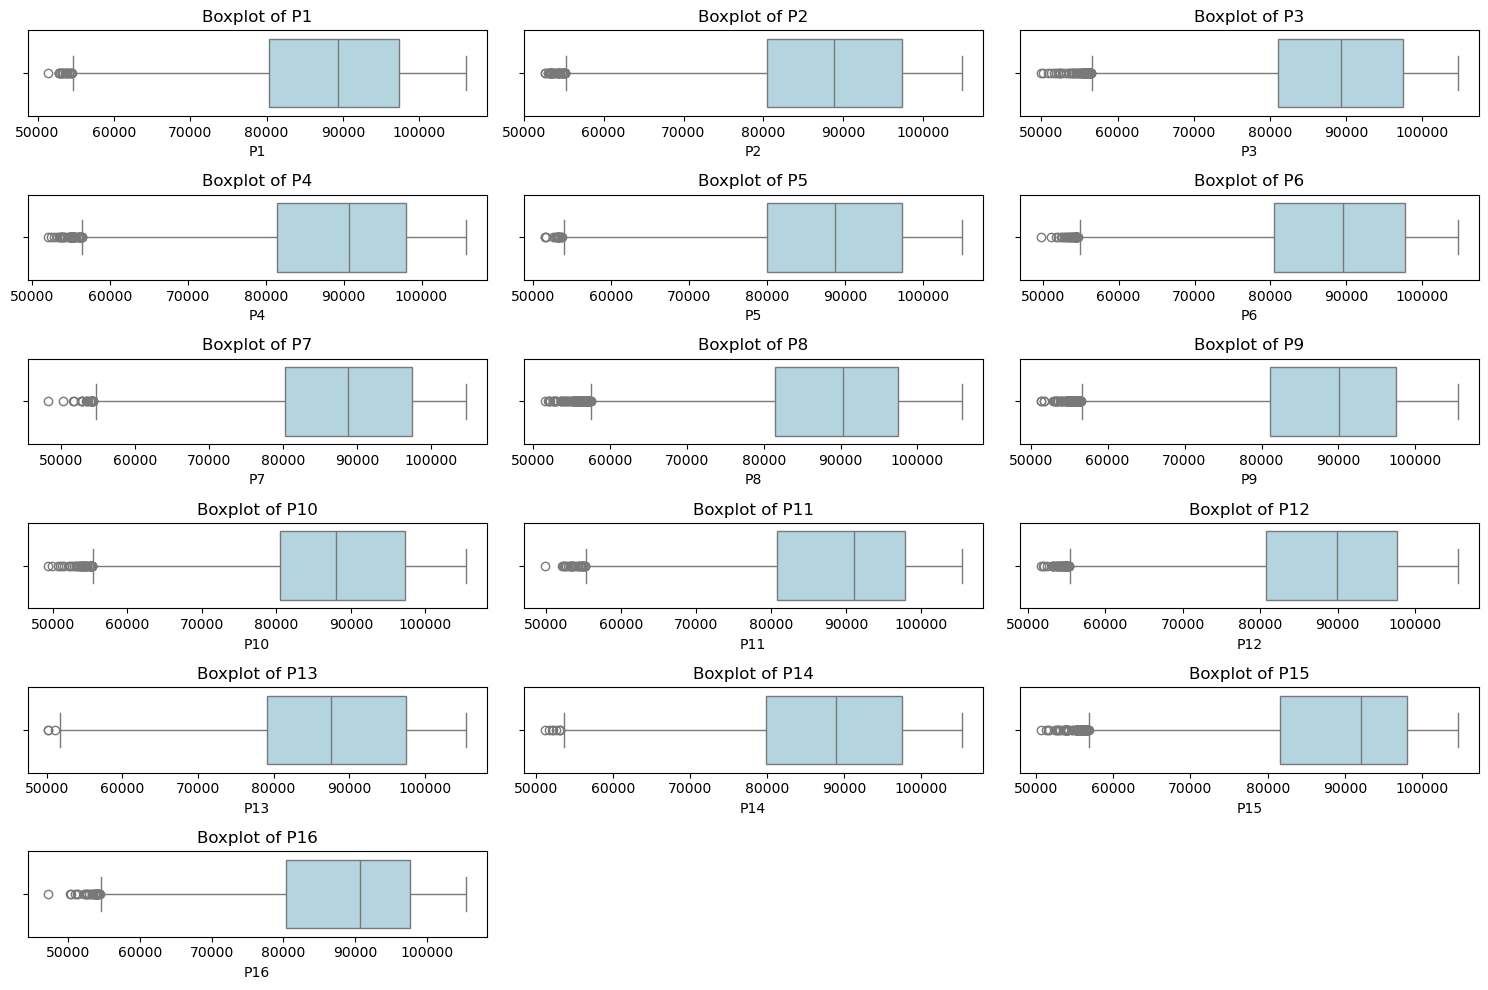 Boxplot of P1 Boxplot of P2 Boxplot of P3
50000 60000 70000 80000 90000 100000 50000 60000 70000 80000 90000 100000 50000 60000 70000 80000 90000 100000
P1 P2 P3
Boxplot of P4 Boxplot of P5 Boxplot of P6
50000 60000 70000 80000 90000 100000 50000 60000 70000 80000 90000 100000 50000 60000 70000 80000 90000 100000
P4 P5 P6
Boxplot of P7 Boxplot of P8 Boxplot of P9
50000 60000 70000 80000 90000 100000 50000 60000 70000 80000 90000 100000 50000 60000 70000 80000 90000 100000
P7 P8 P9
Boxplot of P10 Boxplot of P11 Boxplot of P12
50000 60000 70000 80000 90000 100000 50000 60000 70000 80000 90000 100000 50000 60000 70000 80000 90000 100000
P10 P11 P12
Boxplot of P13 Boxplot of P14 Boxplot of P15
50000 60000 70000 80000 90000 100000 50000 60000 70000 80000 90000 100000 50000 60000 70000 80000 90000 100000
P13 P14 P15
Boxplot of P16
50000 60000 70000 80000 90000 100000
P16